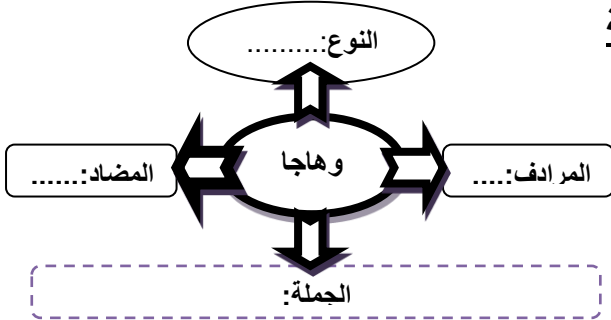 النوع:.........
وهاجا
المرادف:....
المضاد:......
الجملة: